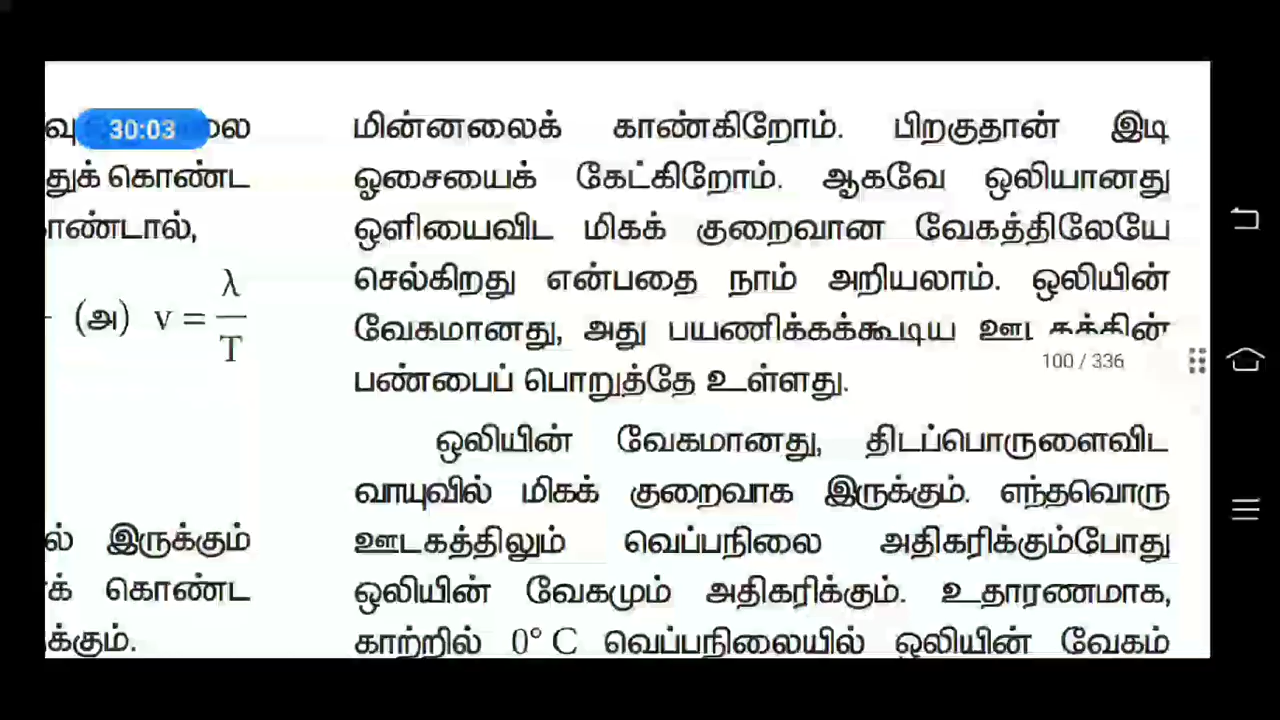 30:03
லை
துக் கொண்ட
ாண்டால்,
(அ) v = λ / T
ல் இருக்கும்
க் கொண்ட
க்கும்.
மின்னலைக் காண்கிறோம். பிறகுதான் இடி
ஓசையைக் கேட்கிறோம். ஆகவே ஒலியானது
ஒளியைவிட மிகக் குறைவான வேகத்திலேயே
செல்கிறது என்பதை நாம் அறியலாம். ஒலியின்
வேகமானது, அது பயணிக்கக்கூடிய
பண்பைப் பொறுத்தே உள்ளது.
ஒலியின் வேகமானது, திடப்பொருளைவிட
வாயுவில் மிகக் குறைவாக இருக்கும். எந்தவொரு
ஊடகத்திலும் வெப்பநிலை அதிகரிக்கும்போது
ஒலியின் வேகமும் அதிகரிக்கும். உதாரணமாக,
காற்றில் 0° C வெப்பநிலையில் ஒலியின் வேகம்
100 / 336